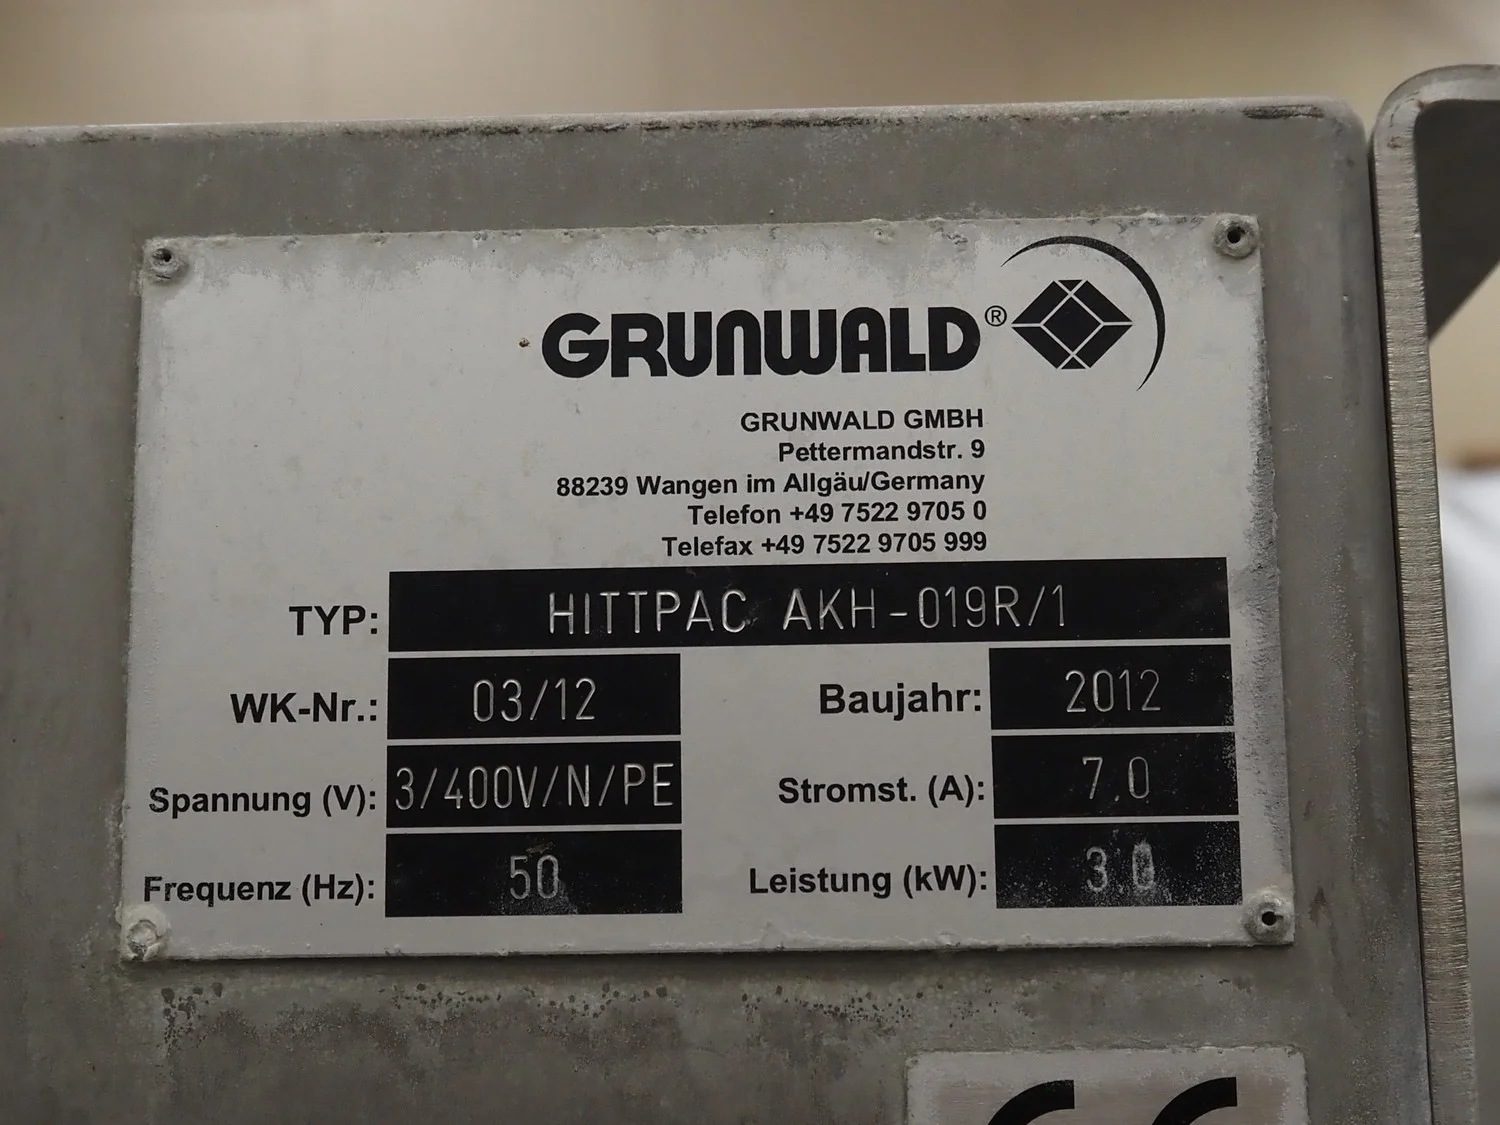 GRUNWALD®
GRUNWALD GMBH
Pettermandstr. 9
88239 Wangen im Allgäu/Germany
Telefon +49 7522 9705 0
Telefax +49 7522 9705 999
TYP: HITTPAC AKH-019R/1
WK-Nr.: 03/12 Baujahr: 2012
Spannung (V): 3/400V/N/PE Stromst. (A): 7.0
Frequenz (Hz): 50 Leistung (kW): 3.0
CE